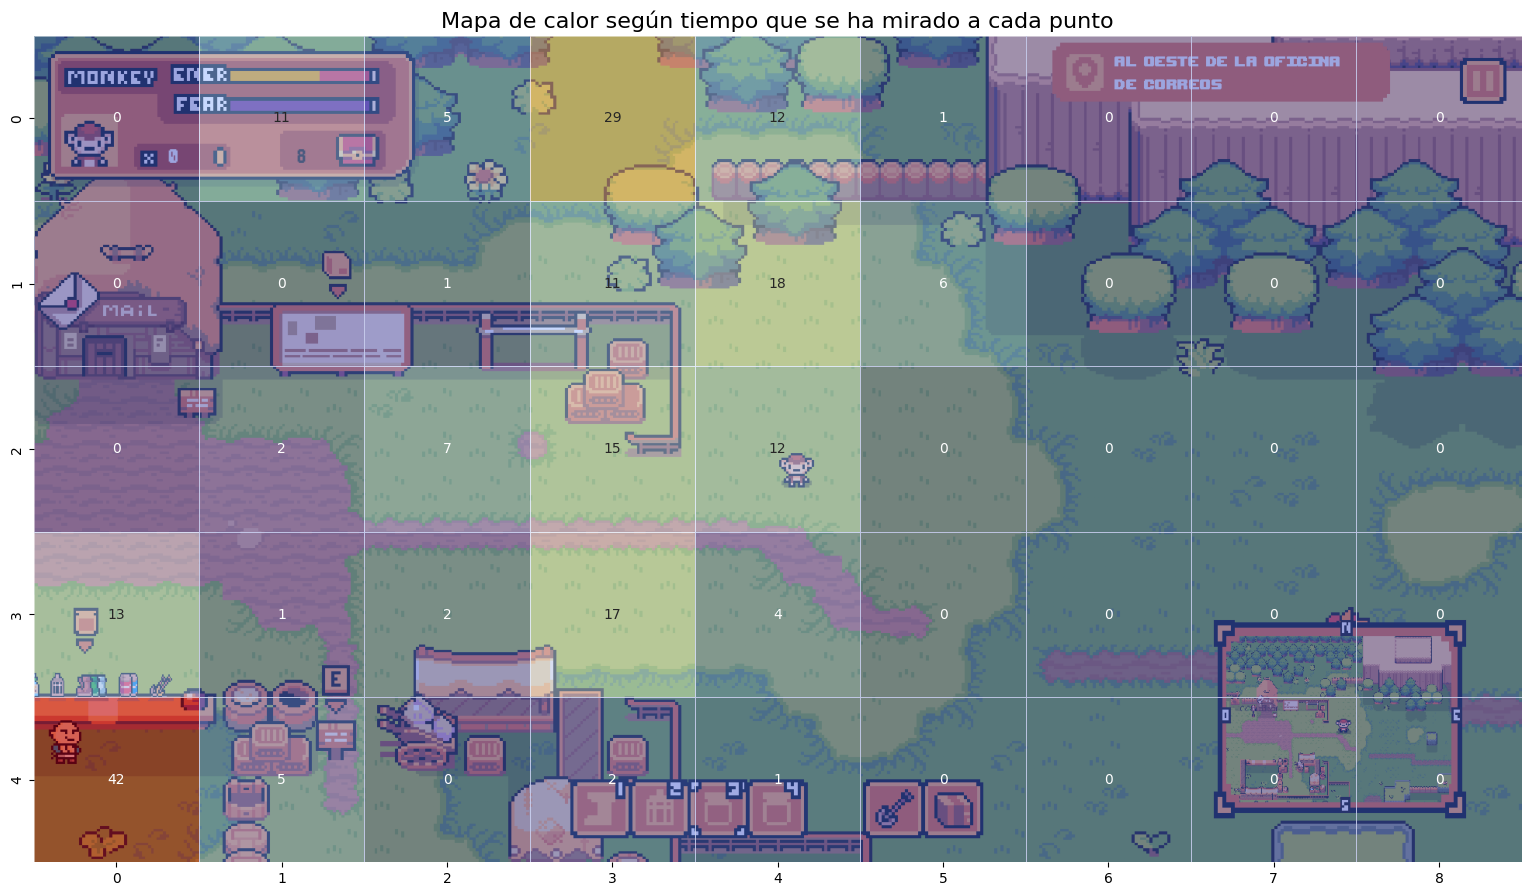 Mapa de calor según tiempo que se ha mirado a cada punto
MONKEY ENER
FEAR
x 0 8
AL OESTE DE LA OFICINA
DE CORREOS
0 0 11 5 29 12 1 0 0 0
MAIL
1 0 0 1 11 18 6 0 0 0
2 0 2 7 15 12 0 0 0 0
3 13 1 2 17 4 0 0 0 0
N
E
O E
4 42 5 0 2 1 0 0 0 0
1 2 3 4
S
0 1 2 3 4 5 6 7 8